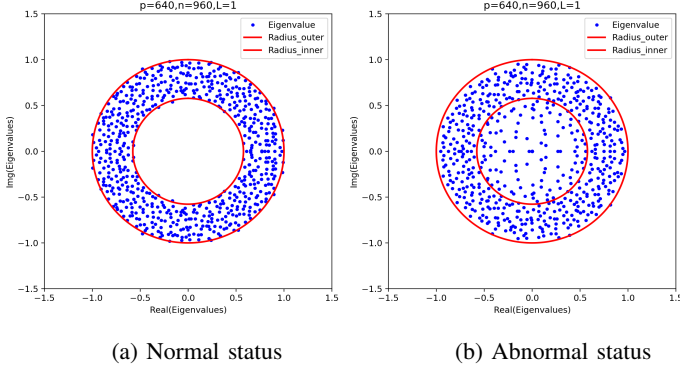 p=640,n=960,L=1
Eigenvalue
Radius_outer
Radius_inner
Img(Eigenvalues)
1.5
1.0
0.5
0.0
−0.5
−1.0
−1.5
−1.5 −1.0 −0.5 0.0 0.5 1.0 1.5
Real(Eigenvalues)
(a) Normal status
p=640,n=960,L=1
Eigenvalue
Radius_outer
Radius_inner
Img(Eigenvalues)
1.5
1.0
0.5
0.0
−0.5
−1.0
−1.5
−1.5 −1.0 −0.5 0.0 0.5 1.0 1.5
Real(Eigenvalues)
(b) Abnormal status